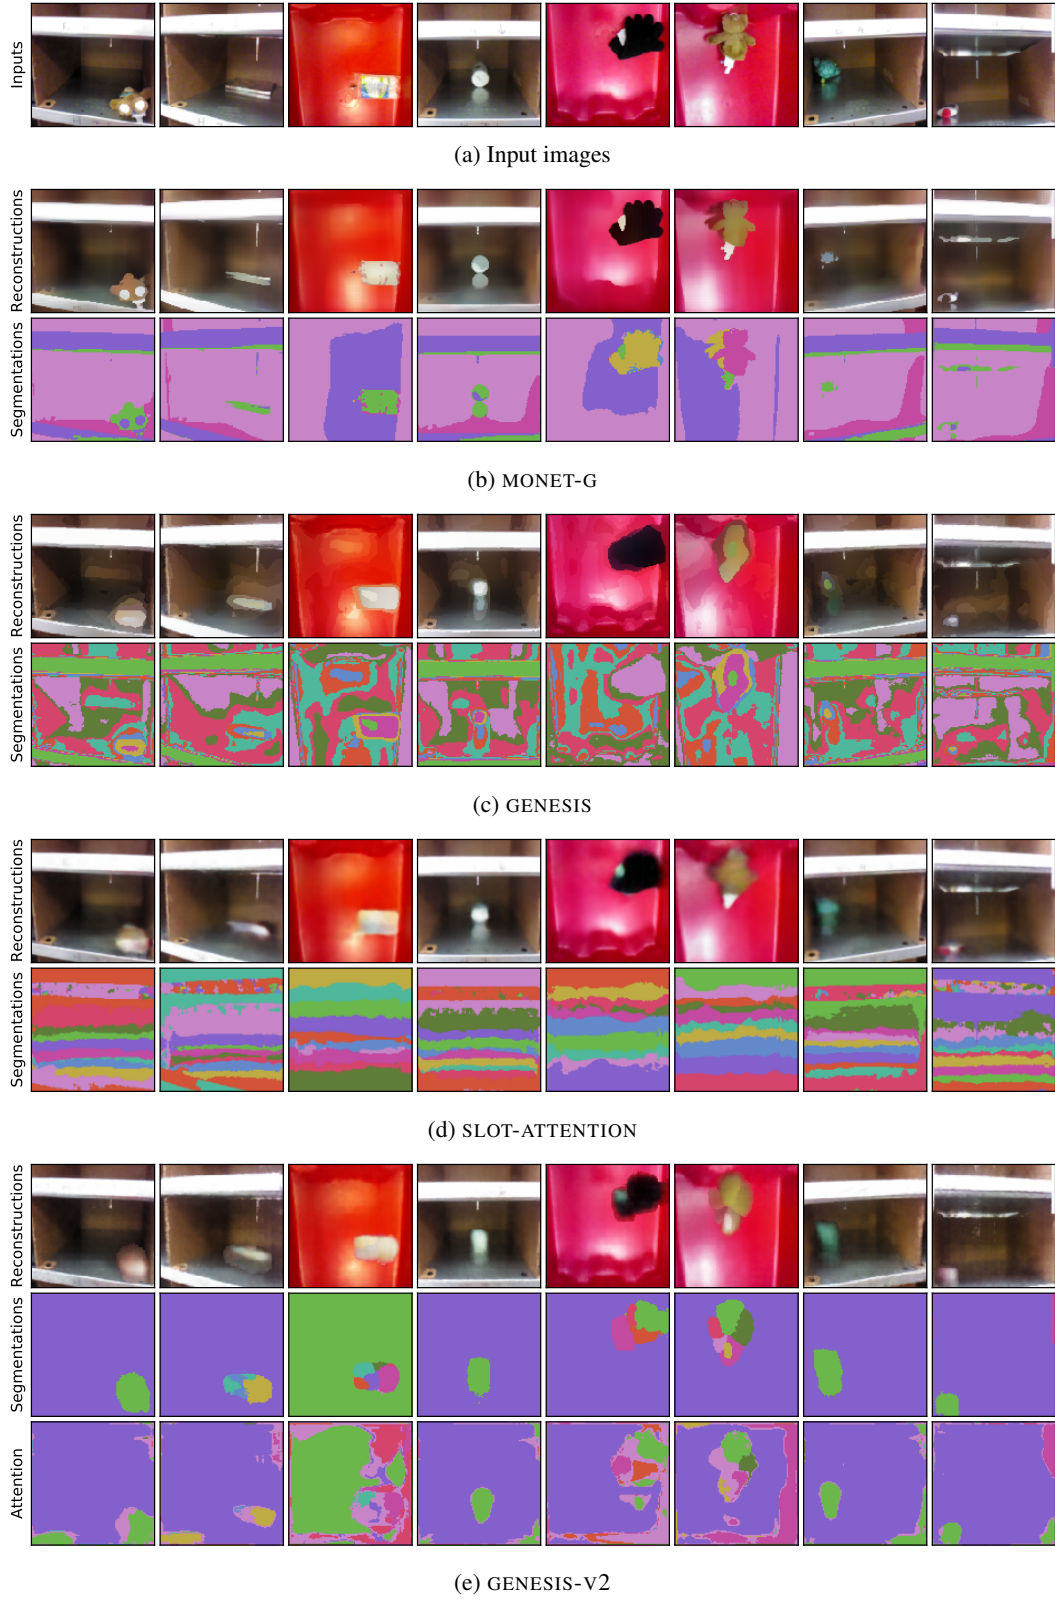 Inputs
(a) Input images
Reconstructions
Segmentations
(b) MONET-G
Reconstructions
Segmentations
(c) GENESIS
Reconstructions
Segmentations
(d) SLOT-ATTENTION
Reconstructions
Segmentations
Attention
(e) GENESIS-V2